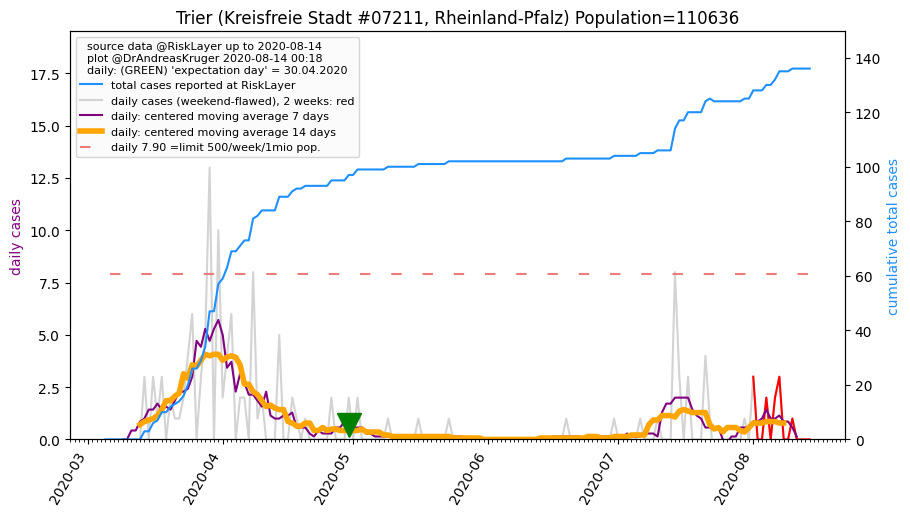 Trier (Kreisfreie Stadt #07211, Rheinland-Pfalz) Population=110636
source data @RiskLayer up to 2020-08-14
plot @DrAndreasKruger 2020-08-14 00:18
daily: (GREEN) 'expectation day' = 30.04.2020
total cases reported at RiskLayer
daily cases (weekend-flawed), 2 weeks: red
daily: centered moving average 7 days
daily: centered moving average 14 days
daily 7.90 =limit 500/week/1mio pop.
daily cases
17.5
15.0
12.5
10.0
7.5
5.0
2.5
0.0
140
120
100
80
60
40
20
0
cumulative total cases
2020-03
2020-04
2020-05
2020-06
2020-07
2020-08